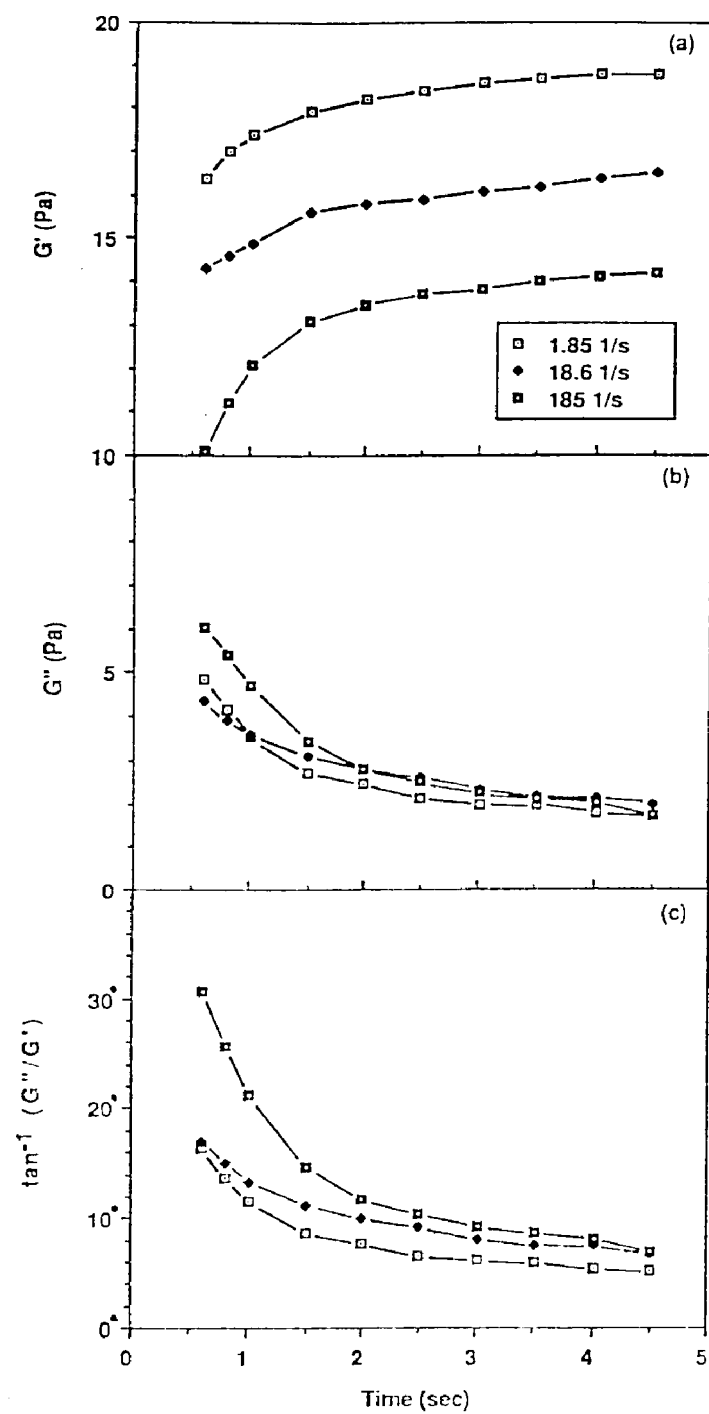 20
(a)
15
G' (Pa)
1.85 1/s
18.6 1/s
185 1/s
10
(b)
5
G" (Pa)
0
(c)
30°
20°
tan⁻¹ (G"/G')
10°
0°
0 1 2 3 4 5
Time (sec)